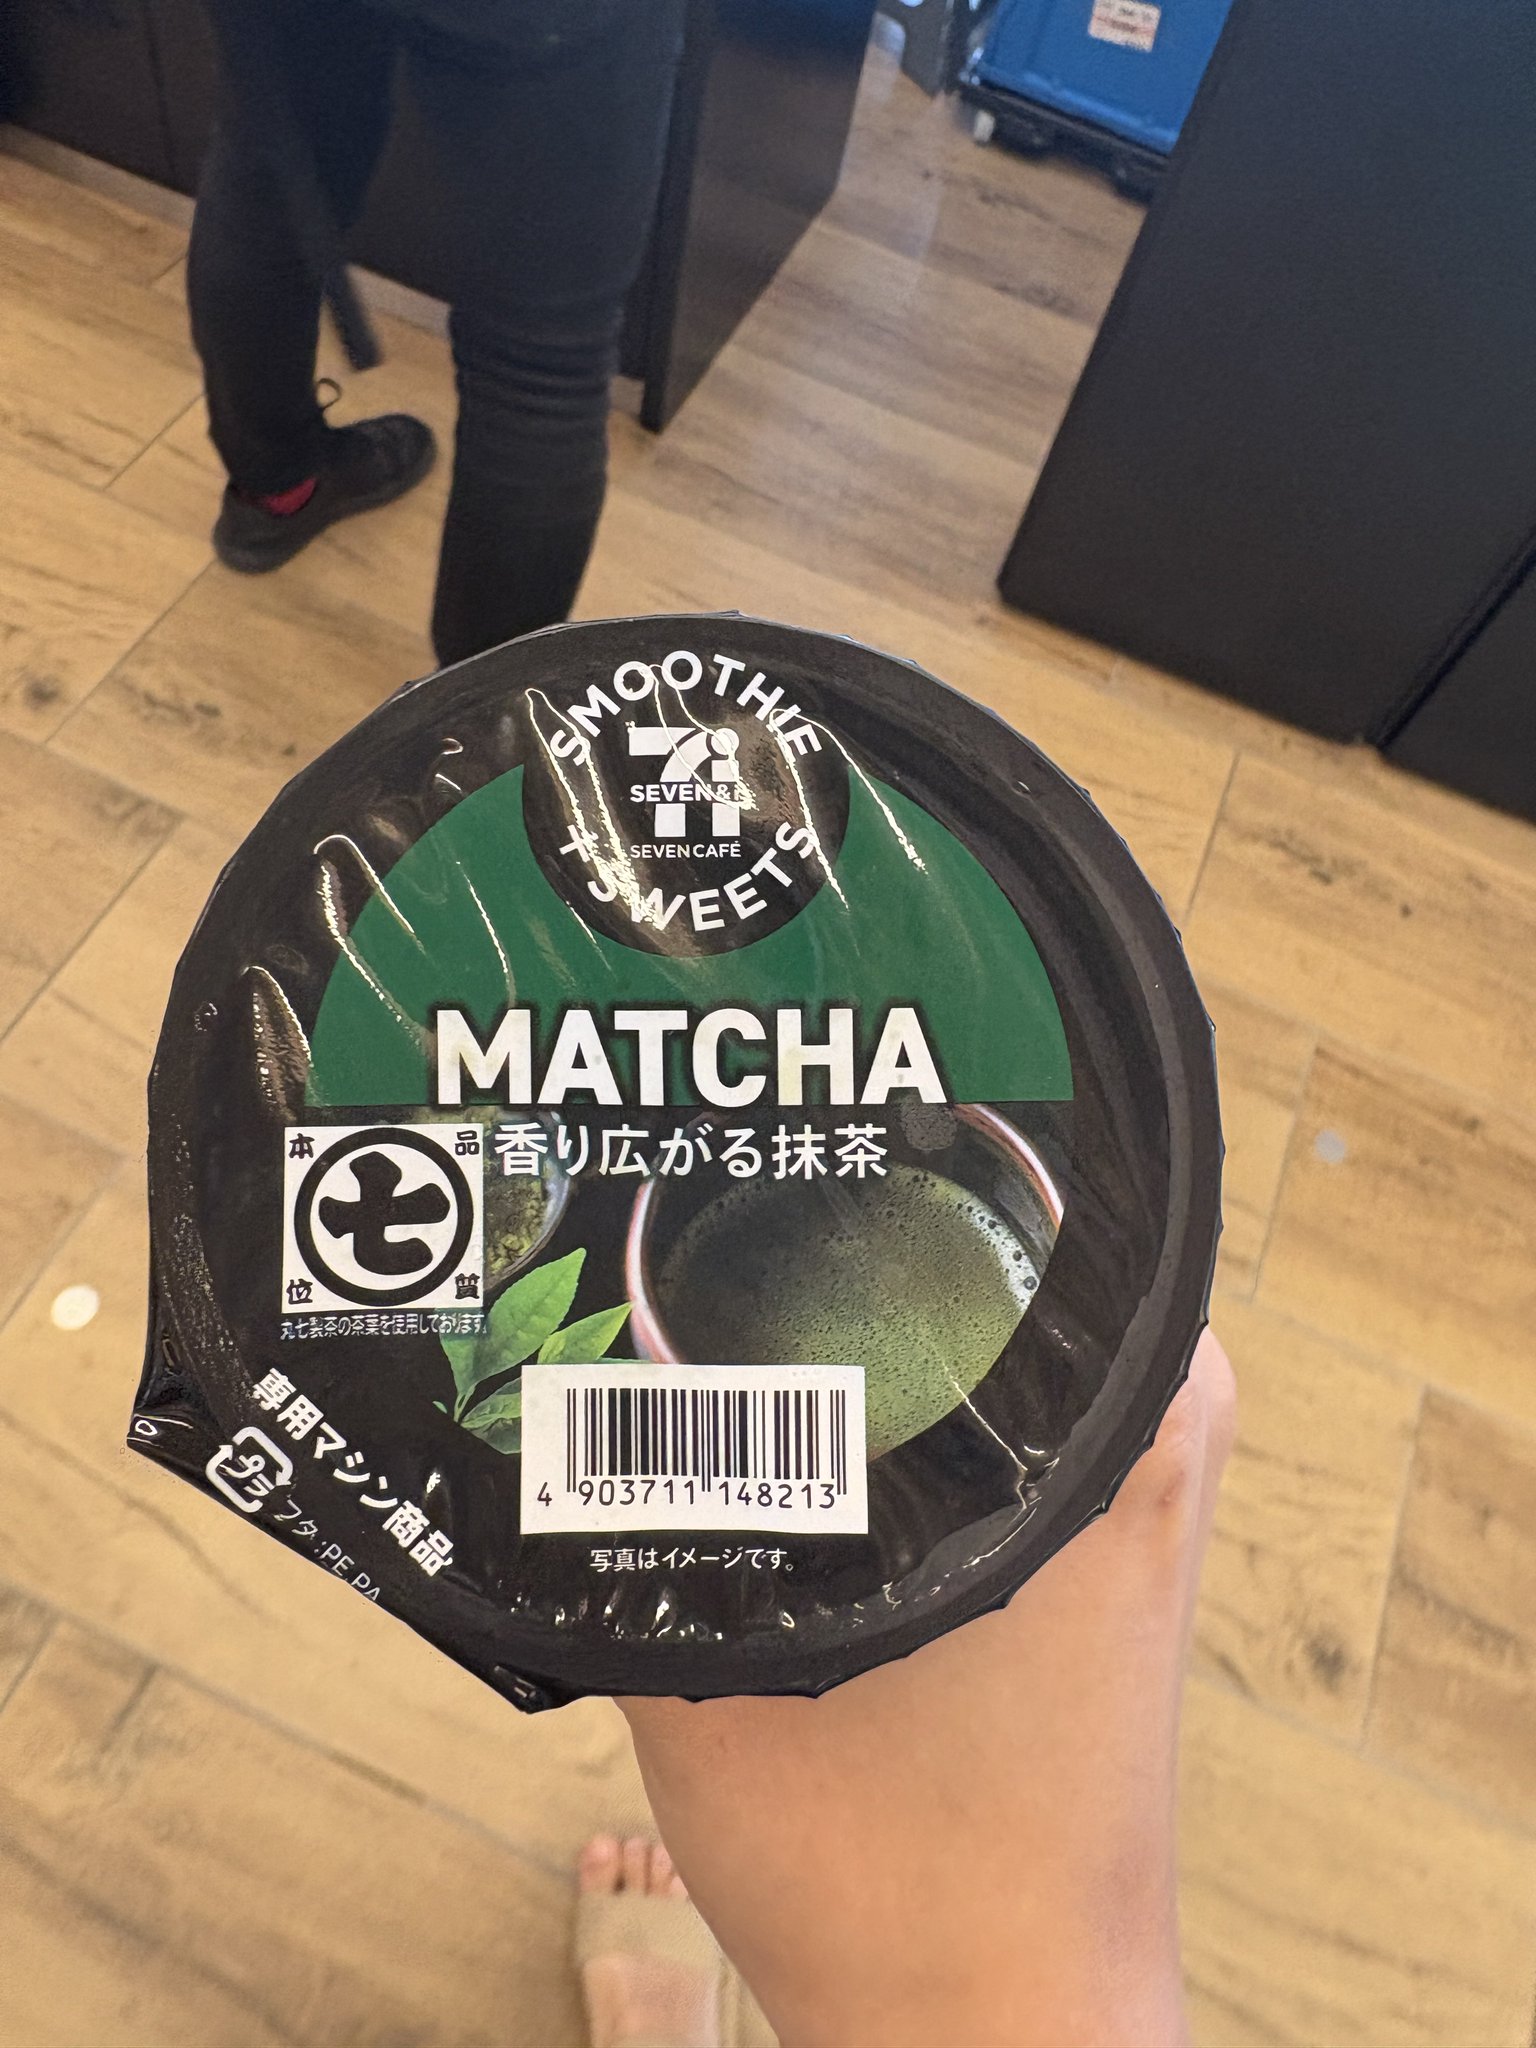 SMOOTHIE
SEVEN&i
SEVEN CAFÉ
+ SWEETS
MATCHA
香り広がる抹茶
本 品
七
位 質
丸七製茶の茶葉を使用しております。
専用マシン商品
プラ フタ:PE,PA
4 903711 148213
写真はイメージです。